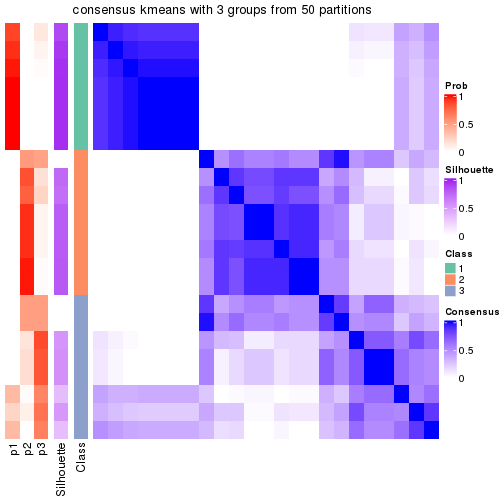 consensus kmeans with 3 groups from 50 partitions
Prob
1
0.5
0
Silhouette
1
0.5
0
Class
1
2
3
Consensus
1
0.5
0
p1
p2
p3
Silhouette
Class